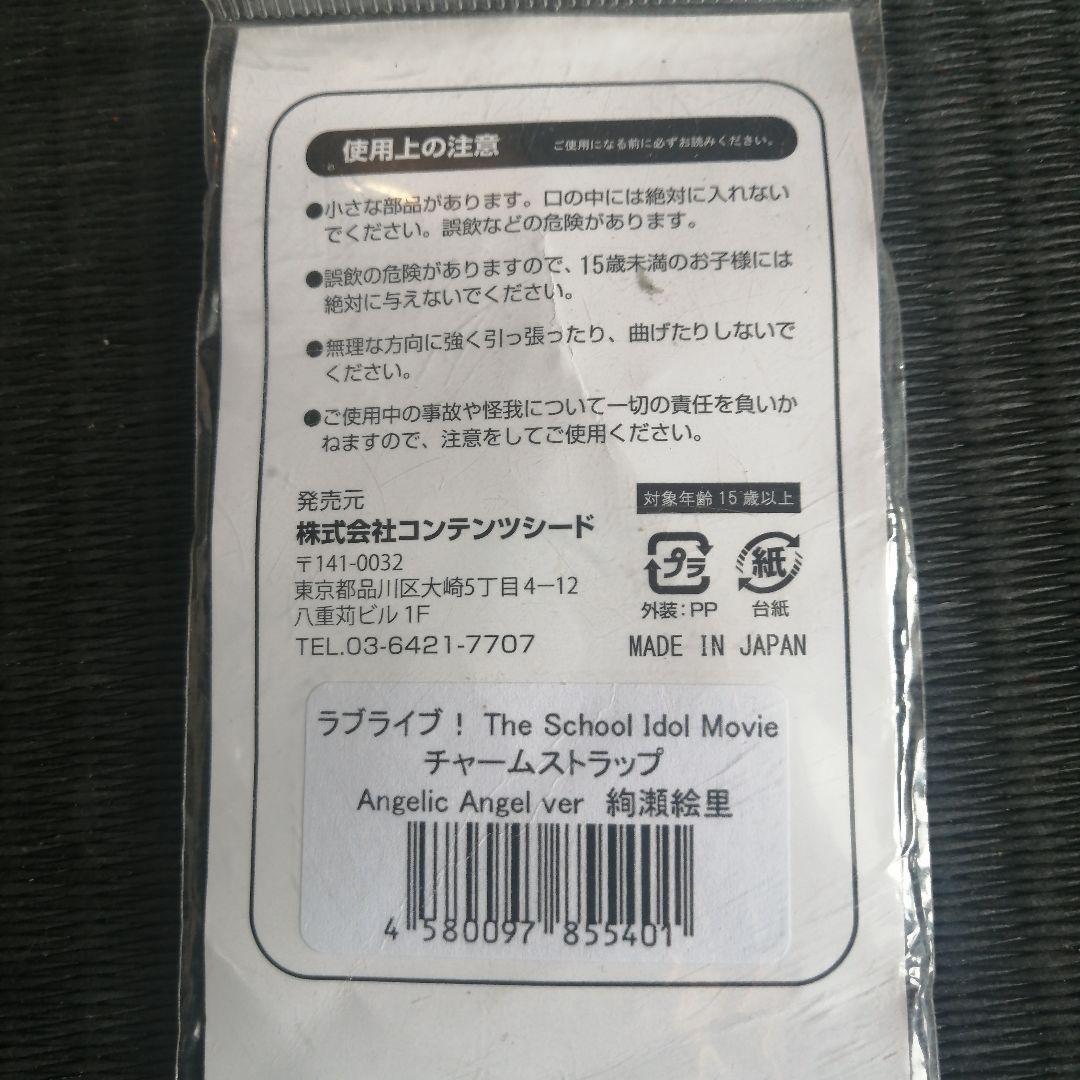 使用上の注意 ご使用になる前に必ずお読みください。
●小さな部品があります。口の中には絶対に入れない
でください。誤飲などの危険があります。
●誤飲の危険がありますので、15歳未満のお子様には
絶対に与えないでください。
●無理な方向に強く引っ張ったり、曲げたりしないで
ください。
●ご使用中の事故や怪我について一切の責任を負いか
ねますので、注意をしてご使用ください。
発売元
株式会社コンテンツシード
〒141-0032
東京都品川区大崎5丁目4-12
八重苅ビル1F
TEL.03-6421-7707
対象年齢15歳以上
プラ 紙
外装:PP 台紙
MADE IN JAPAN
ラブライブ! The School Idol Movie
チャームストラップ
Angelic Angel ver 絢瀬絵里
4 580097 855401